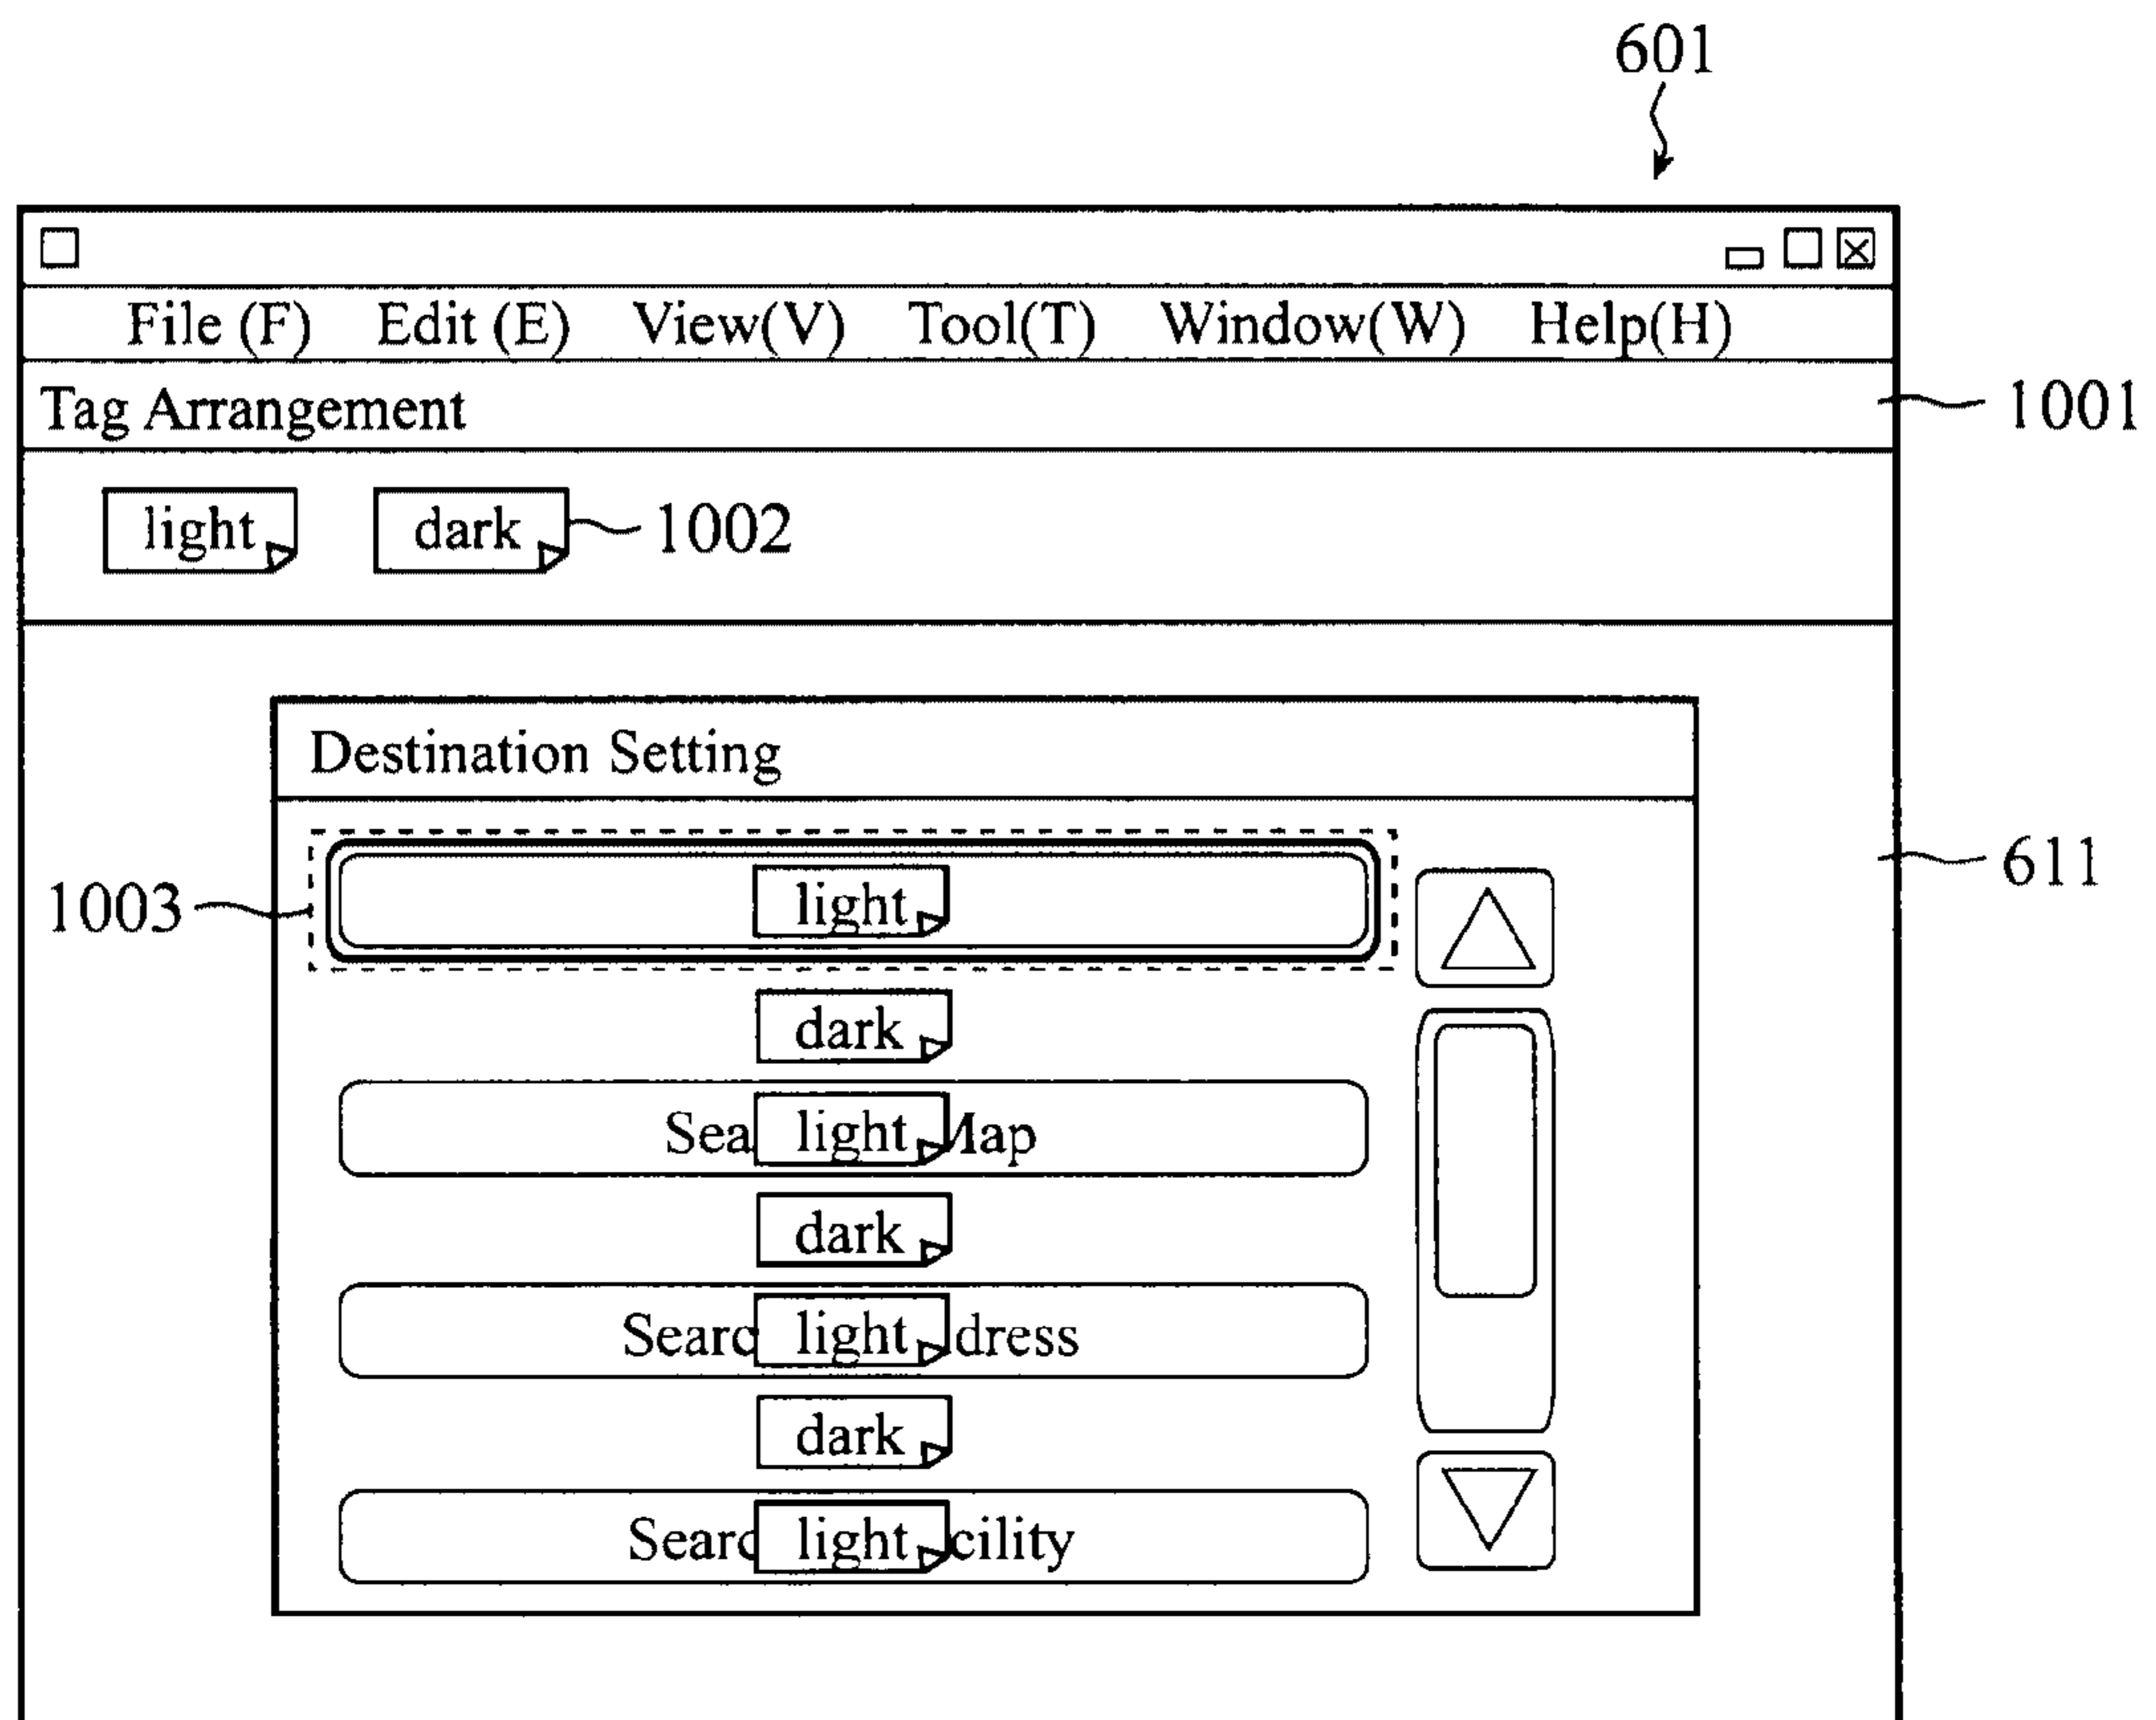 601
File (F) Edit (E) View(V) Tool(T) Window(W) Help(H)
Tag Arrangement 1001
light dark 1002
Destination Setting
611
1003 light
dark
Sea light Map
dark
Searc light dress
dark
Searc light cility